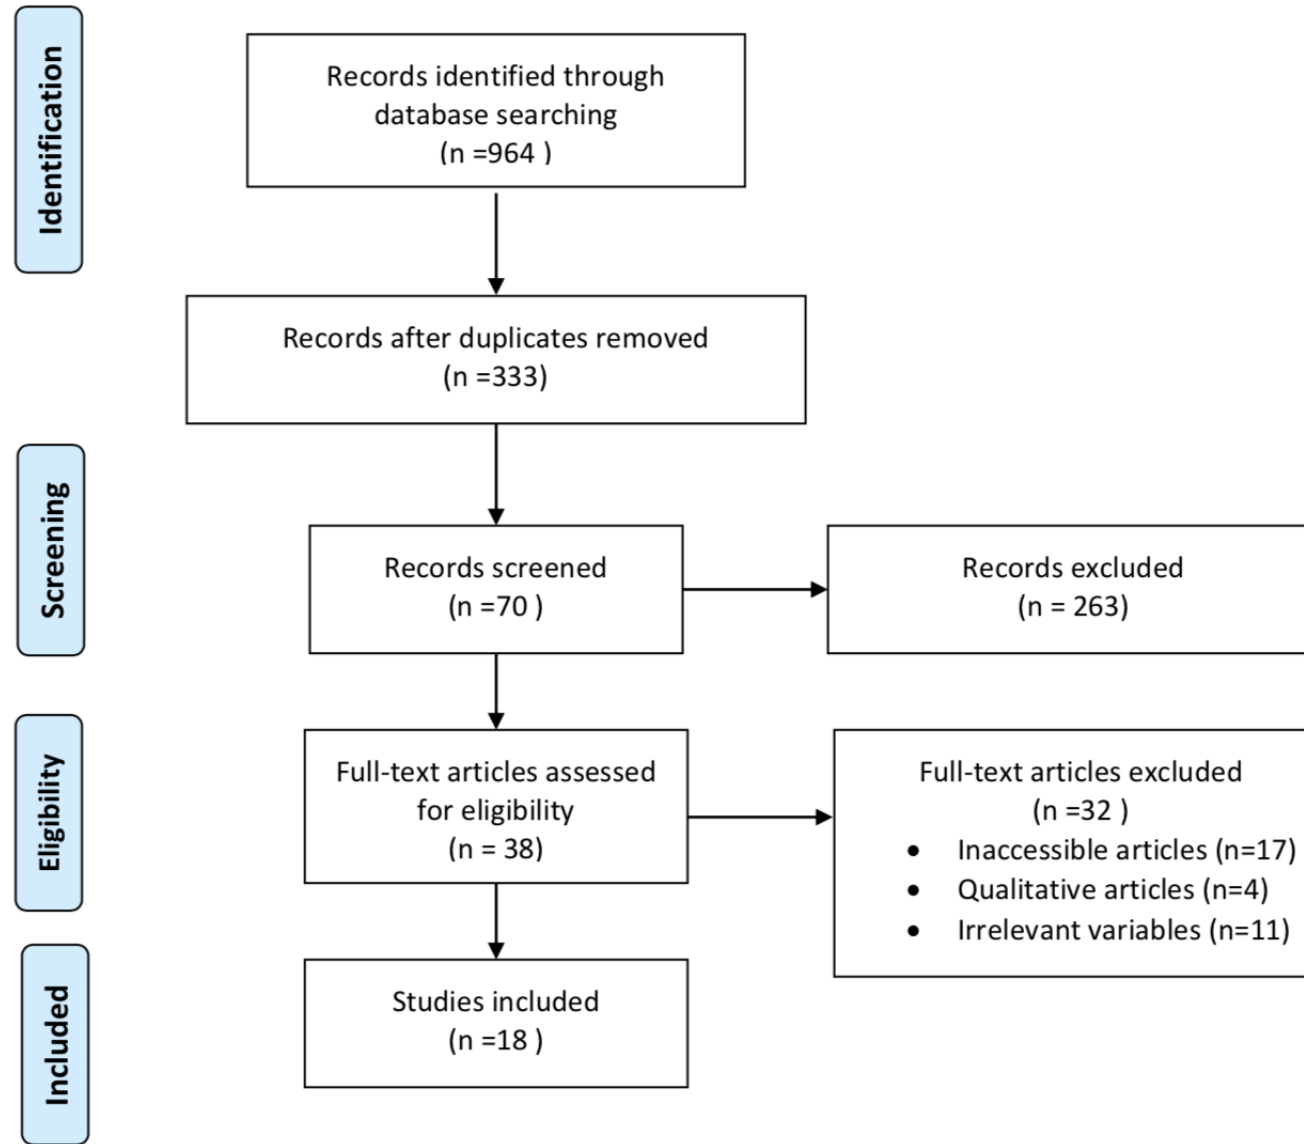 Identification
Records identified through
database searching
(n =964 )
Records after duplicates removed
(n =333)
Screening
Records screened
(n =70 )
Records excluded
(n = 263)
Eligibility
Full-text articles assessed
for eligibility
(n = 38)
Full-text articles excluded
(n =32 )
• Inaccessible articles (n=17)
• Qualitative articles (n=4)
• Irrelevant variables (n=11)
Included
Studies included
(n =18 )